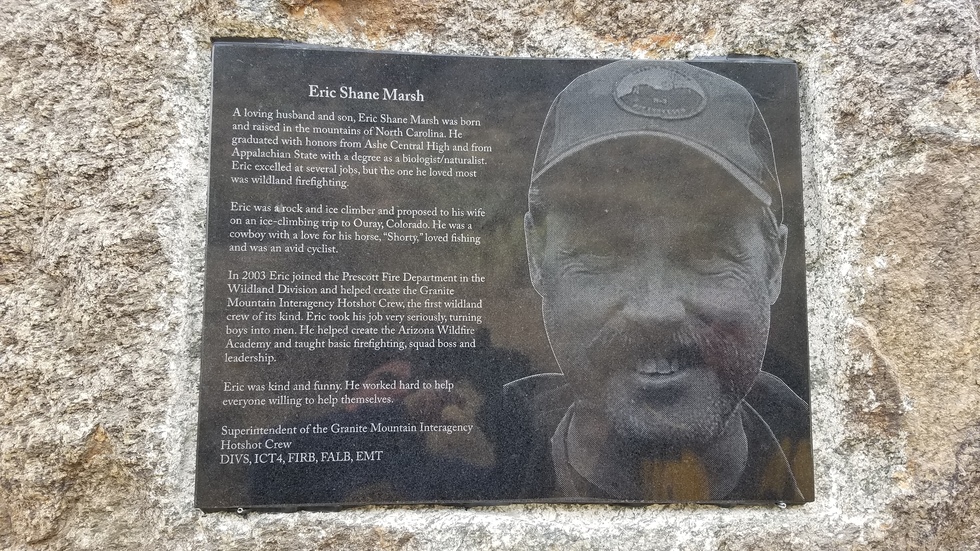 Eric Shane Marsh
A loving husband and son, Eric Shane Marsh was born
and raised in the mountains of North Carolina. He
graduated with honors from Ashe Central High and from
Appalachian State with a degree as a biologist/naturalist.
Eric excelled at several jobs, but the one he loved most
was wildland firefighting.
Eric was a rock and ice climber and proposed to his wife
on an ice-climbing trip to Ouray, Colorado. He was a
cowboy with a love for his horse, “Shorty,” loved fishing
and was an avid cyclist.
In 2003 Eric joined the Prescott Fire Department in the
Wildland Division and helped create the Granite
Mountain Interagency Hotshot Crew, the first wildland
crew of its kind. Eric took his job very seriously, turning
boys into men. He helped create the Arizona Wildfire
Academy and taught basic firefighting, squad boss and
leadership.
Eric was kind and funny. He worked hard to help
everyone willing to help themselves.
Superintendent of the Granite Mountain Interagency
Hotshot Crew
DIVS, ICT4, FIRB, FALB, EMT